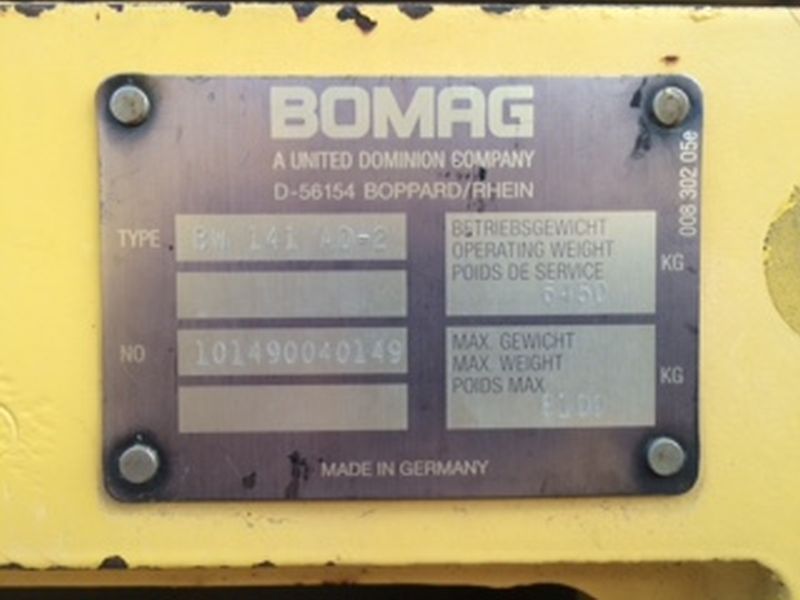 BOMAG
A UNITED DOMINION COMPANY
D-56154 BOPPARD/RHEIN
008 302 05e
TYPE BW 141 AD-2
BETRIEBSGEWICHT
OPERATING WEIGHT
POIDS DE SERVICE
6450 KG
NO 101490040149
MAX. GEWICHT
MAX. WEIGHT
POIDS MAX
KG
MADE IN GERMANY